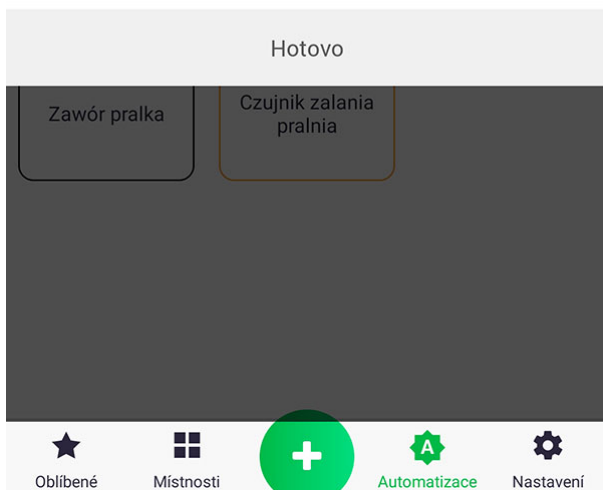 Hotovo
Zawór pralka
Czujnik zalania
pralnia
A
Oblíbené
Místnosti
Automatizace
Nastavení